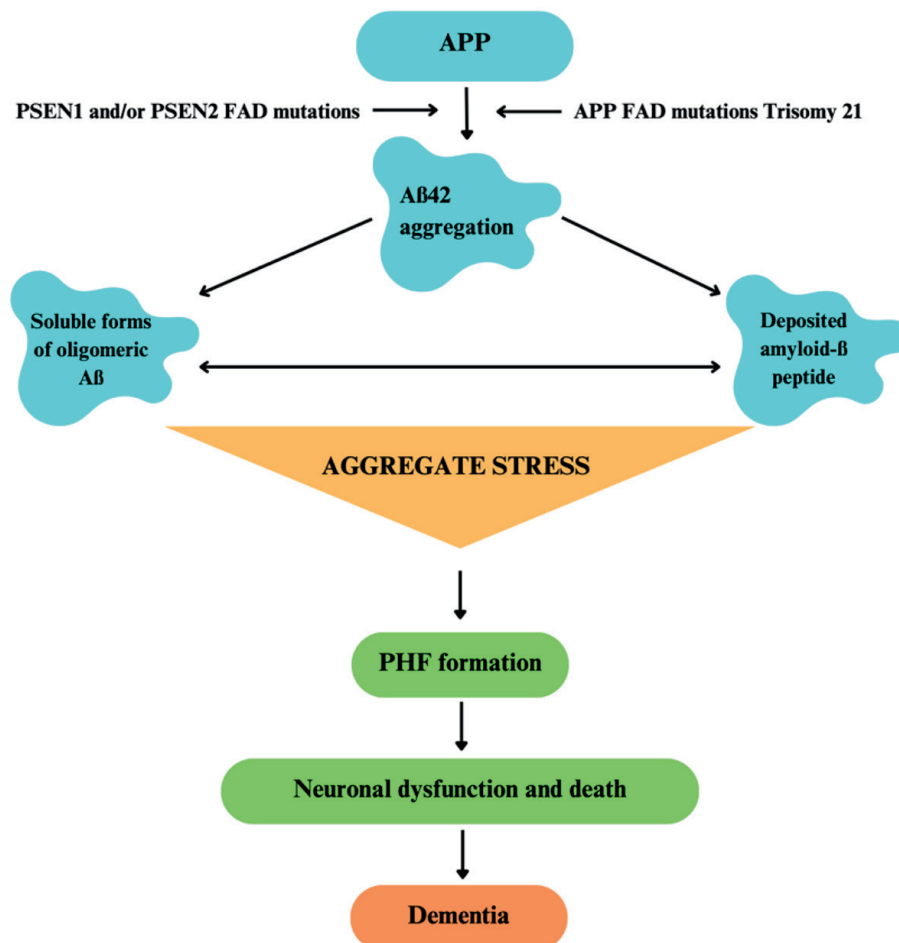 APP
PSEN1 and/or PSEN2 FAD mutations
APP FAD mutations Trisomy 21
Aß42
aggregation
Soluble forms
of oligomeric
Aß
Deposited
amyloid-ß
peptide
AGGREGATE STRESS
PHF formation
Neuronal dysfunction and death
Dementia